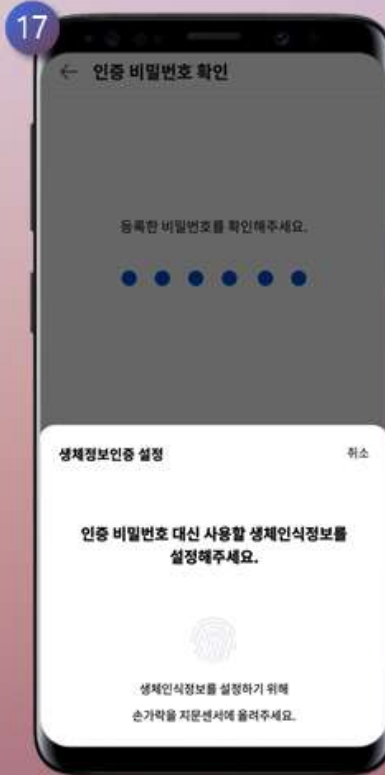 17
인증 비밀번호 확인
등록한 비밀번호를 확인해주세요.
생체정보인증 설정
취소
인증 비밀번호 대신 사용할 생체인식정보를
설정해주세요.
생체인식정보를 설정하기 위해
손가락을 지문센서에 올려주세요.